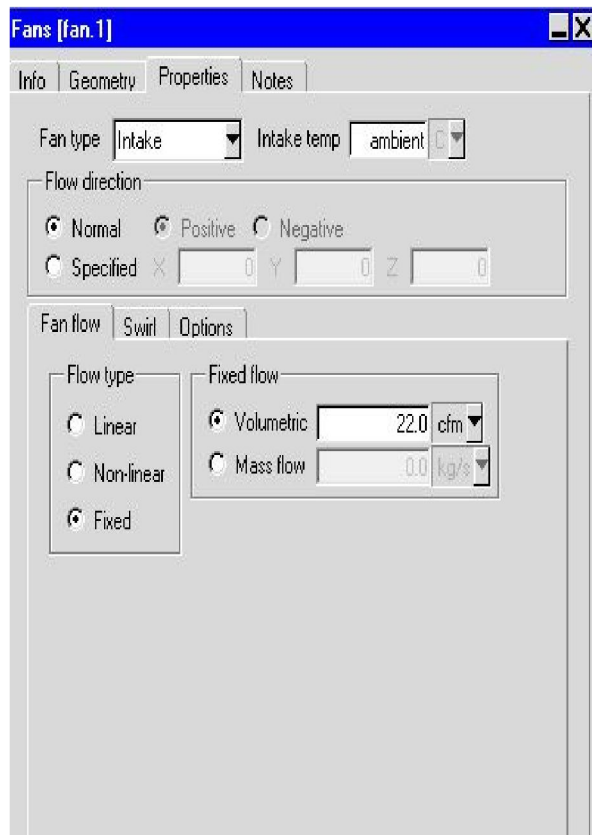 Fans [fan.1]
Info Geometry Properties Notes
Fan type Intake Intake temp ambient C
Flow direction
Normal Positive Negative
Specified X 0 Y 0 Z 0
Fan flow Swirl Options
Flow type Fixed flow
Linear Volumetric 22.0 cfm
Non-linear Mass flow 0.0 kg/s
Fixed